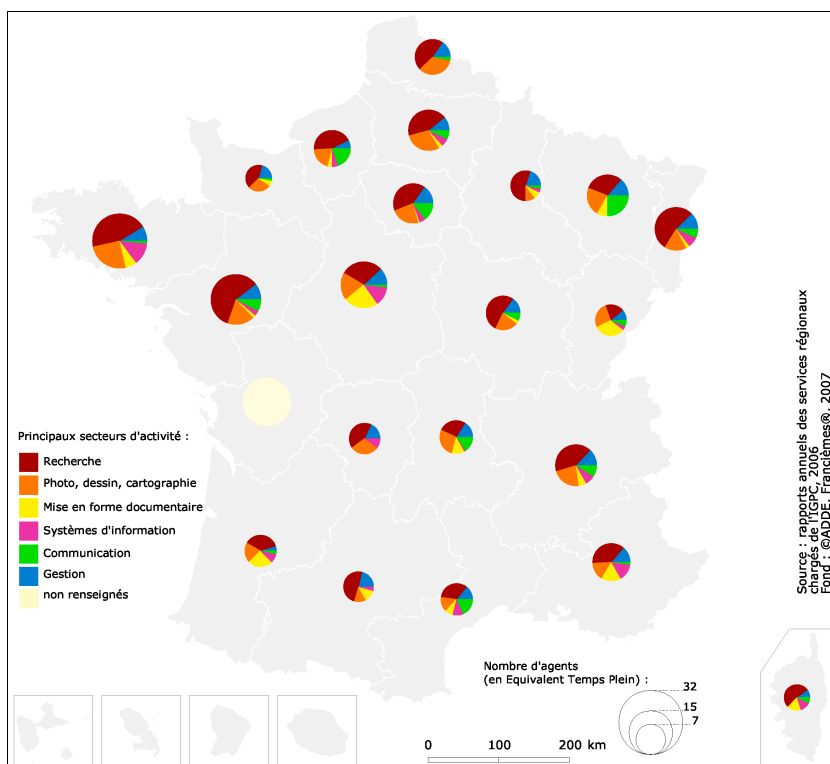 Principaux secteurs d'activité :
Recherche
Photo, dessin, cartographie
Mise en forme documentaire
Systèmes d'information
Communication
Gestion
non renseignés
Nombre d'agents
(en Equivalent Temps Plein) :
32
15
7
0 100 200 km
Source : rapports annuels des services régionaux
chargés de l'IGPC, 2006
Fond : ©ADDE, Francièmes®, 2007